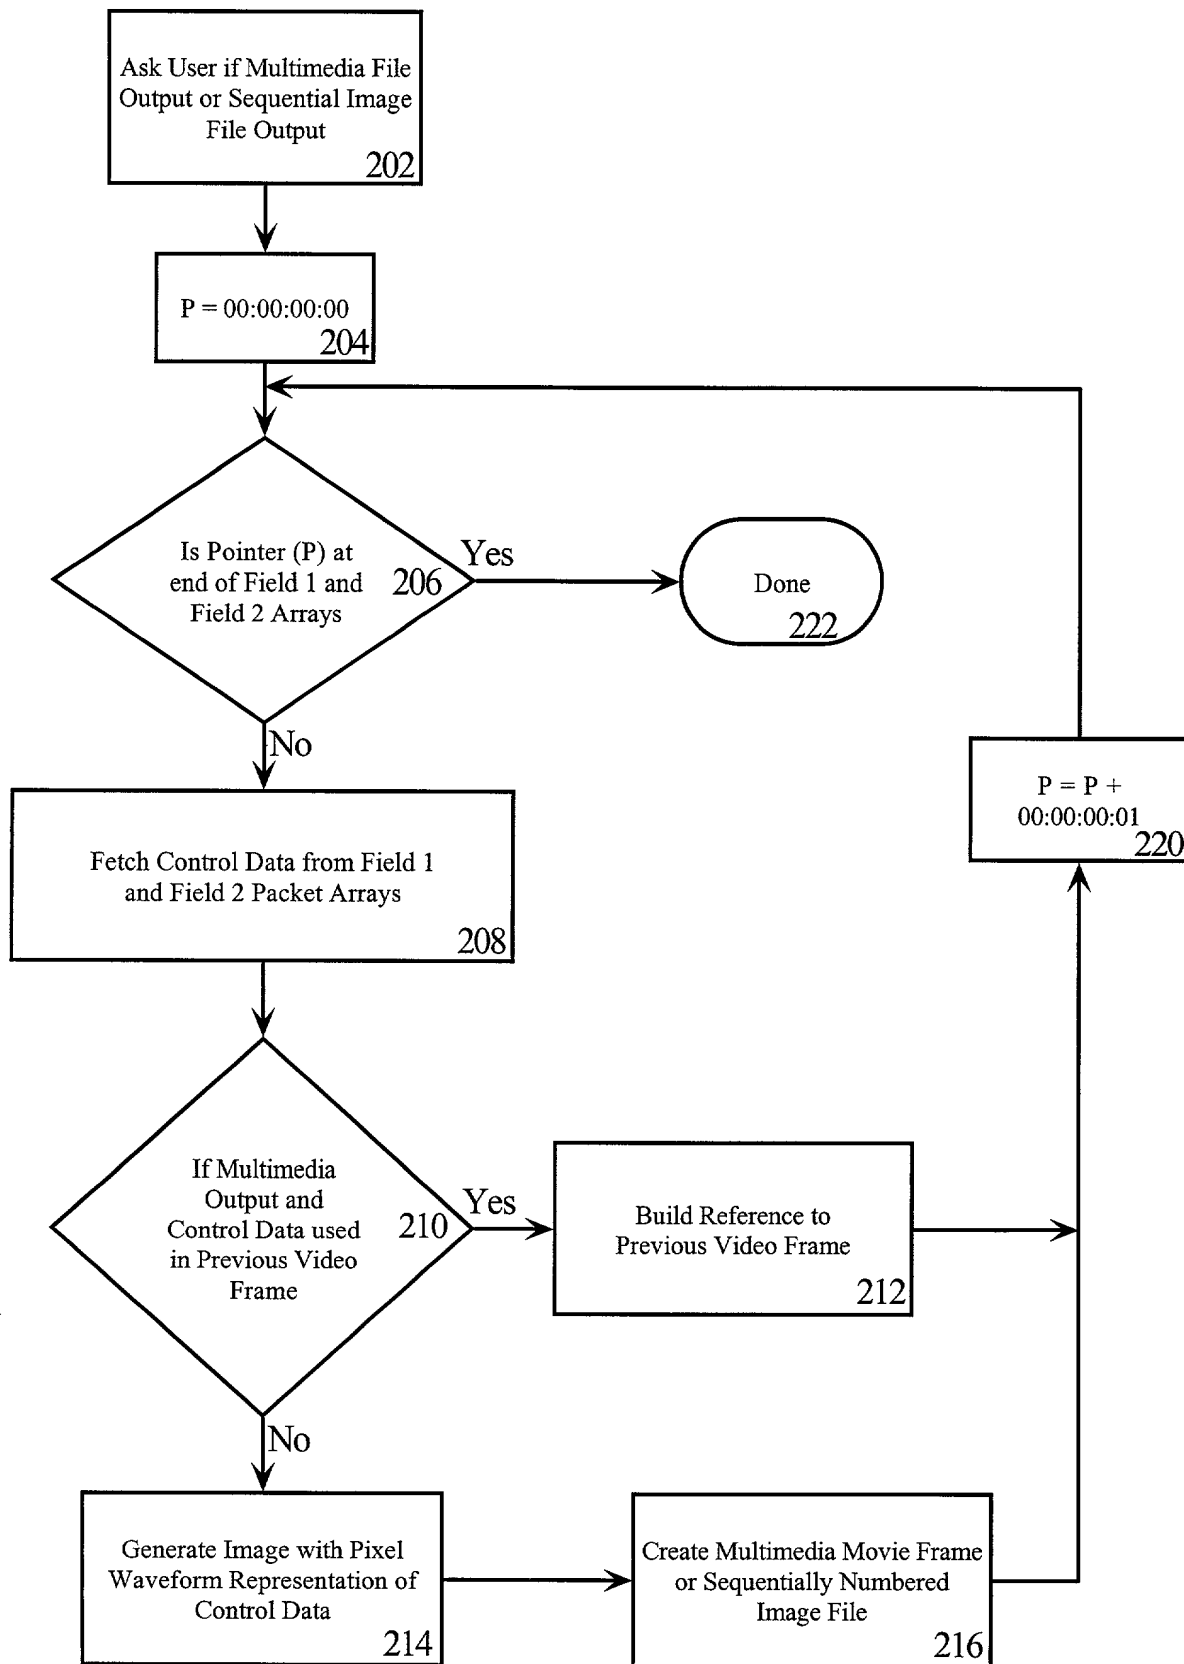 Ask User if Multimedia File
Output or Sequential Image
File Output
202
P = 00:00:00:00
204
Is Pointer (P) at
end of Field 1 and
Field 2 Arrays
206
Yes
Done
222
No
Fetch Control Data from Field 1
and Field 2 Packet Arrays
208
P = P +
00:00:00:01
220
If Multimedia
Output and
Control Data used
in Previous Video
Frame
210
Yes
Build Reference to
Previous Video Frame
212
No
Generate Image with Pixel
Waveform Representation of
Control Data
214
Create Multimedia Movie Frame
or Sequentially Numbered
Image File
216